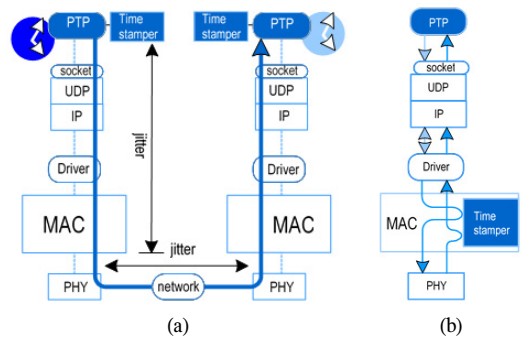 PTP
Time
stamper
Time
stamper
PTP
PTP
socket
UDP
IP
Driver
MAC
PHY
jitter
jitter
network
socket
UDP
IP
Driver
MAC
PHY
socket
UDP
IP
Driver
MAC
Time
stamper
PHY
(a)
(b)